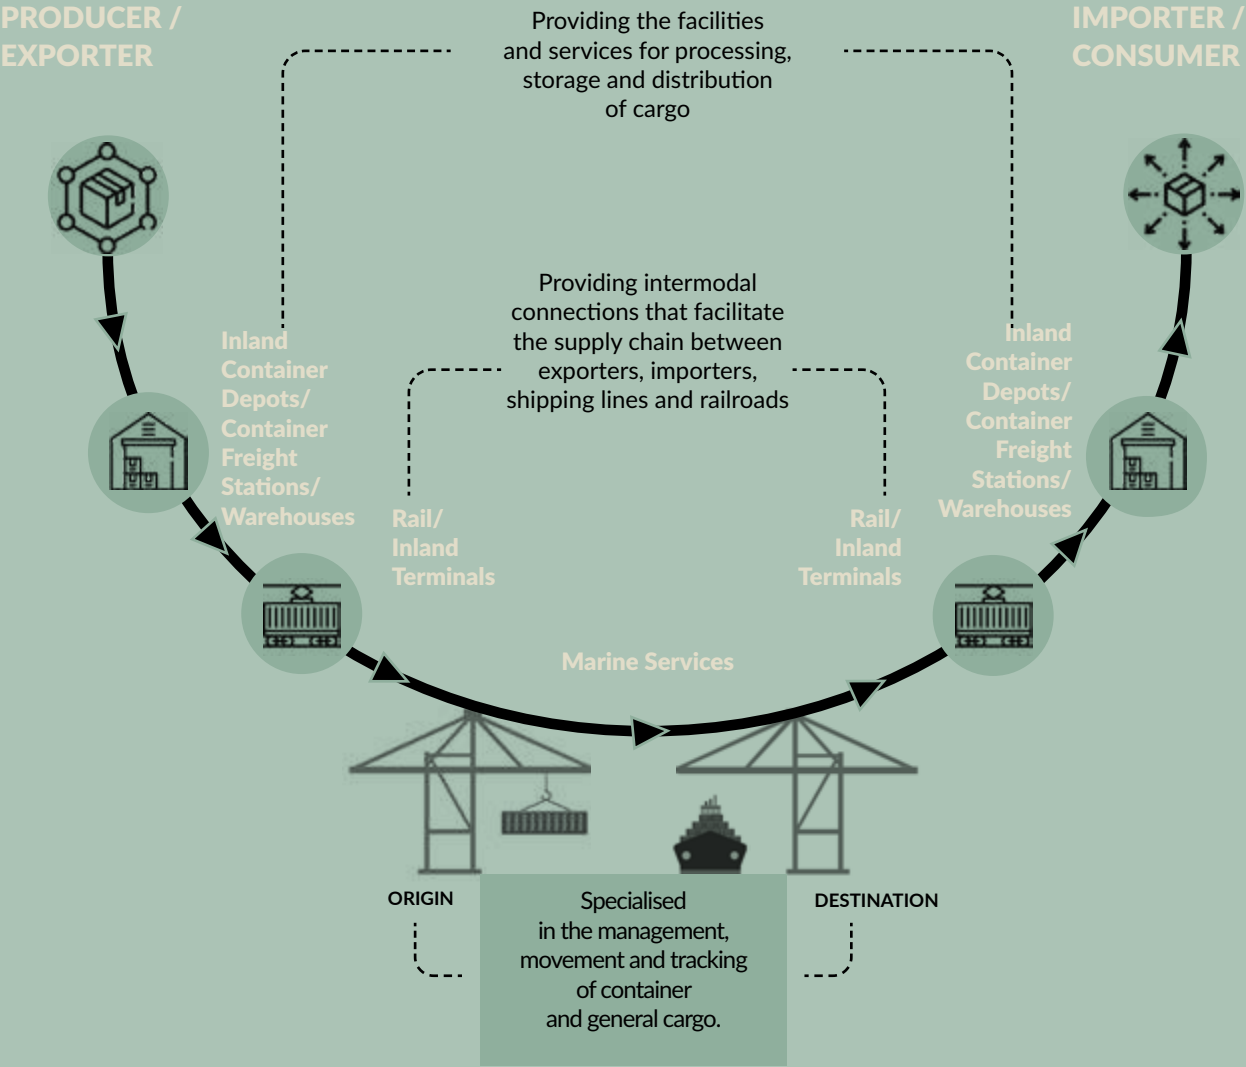 PRODUCER /
EXPORTER
Providing the facilities
and services for processing,
storage and distribution
of cargo
IMPORTER /
CONSUMER
Providing intermodal
connections that facilitate
the supply chain between
exporters, importers,
shipping lines and railroads
Inland
Container
Depots/
Container
Freight
Stations/
Warehouses
Inland
Container
Depots/
Container
Freight
Stations/
Warehouses
Rail/
Inland
Terminals
Rail/
Inland
Terminals
Marine Services
ORIGIN
Specialised
in the management,
movement and tracking
of container
and general cargo.
DESTINATION